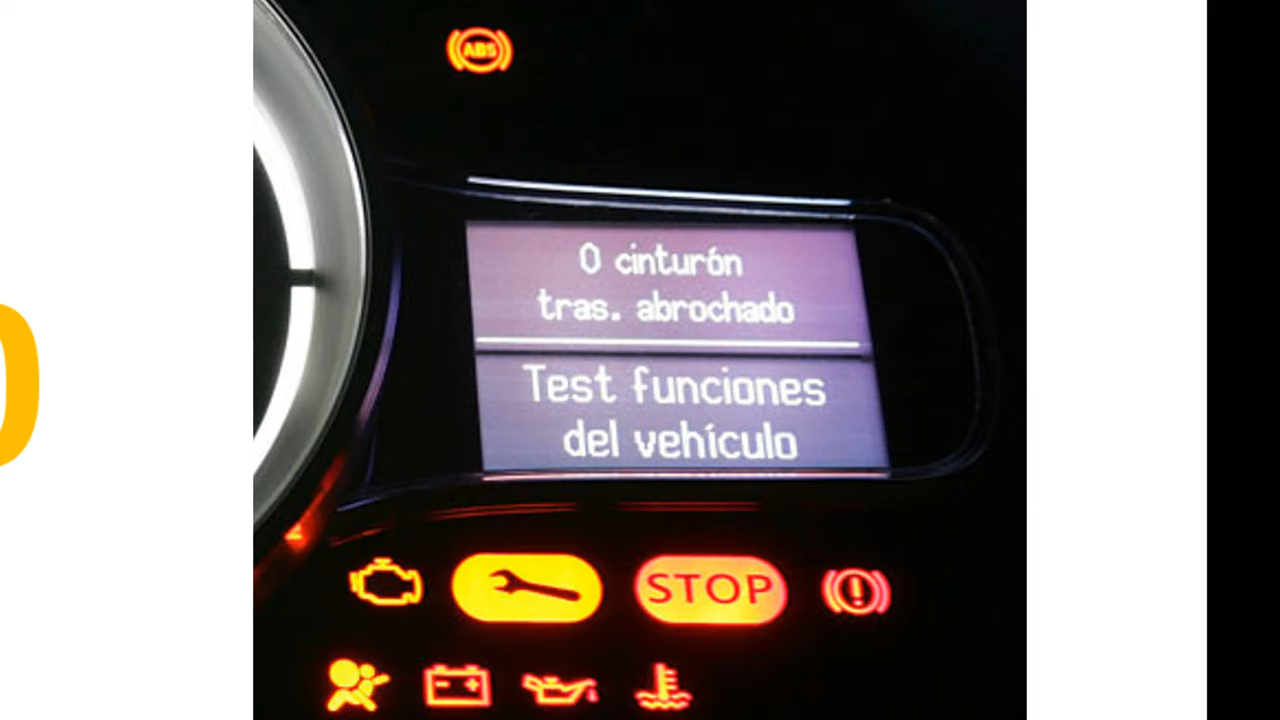 ABS
0 cinturón
tras. abrochado
Test funciones
del vehículo
STOP